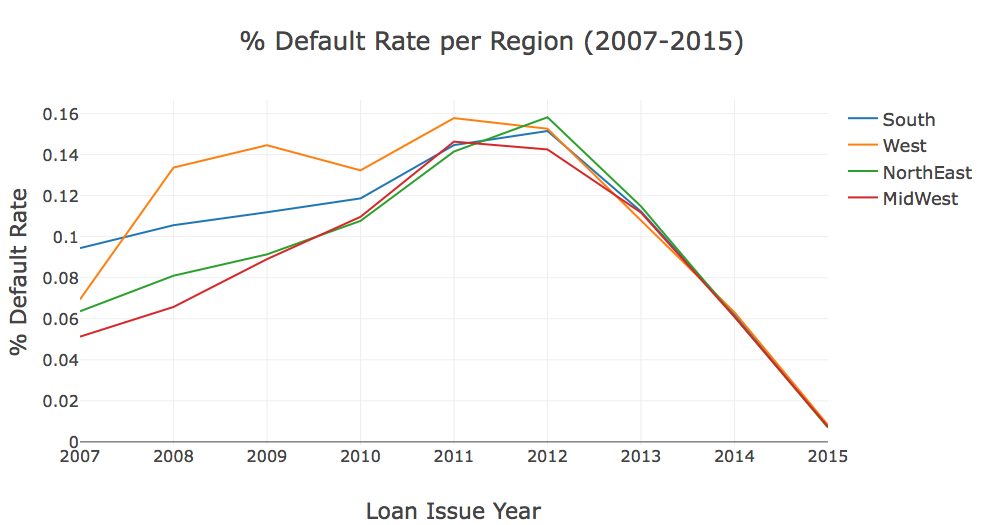 % Default Rate per Region (2007-2015)
% Default Rate
0.16
0.14
0.12
0.1
0.08
0.06
0.04
0.02
0
2007 2008 2009 2010 2011 2012 2013 2014 2015
Loan Issue Year
South
West
NorthEast
MidWest